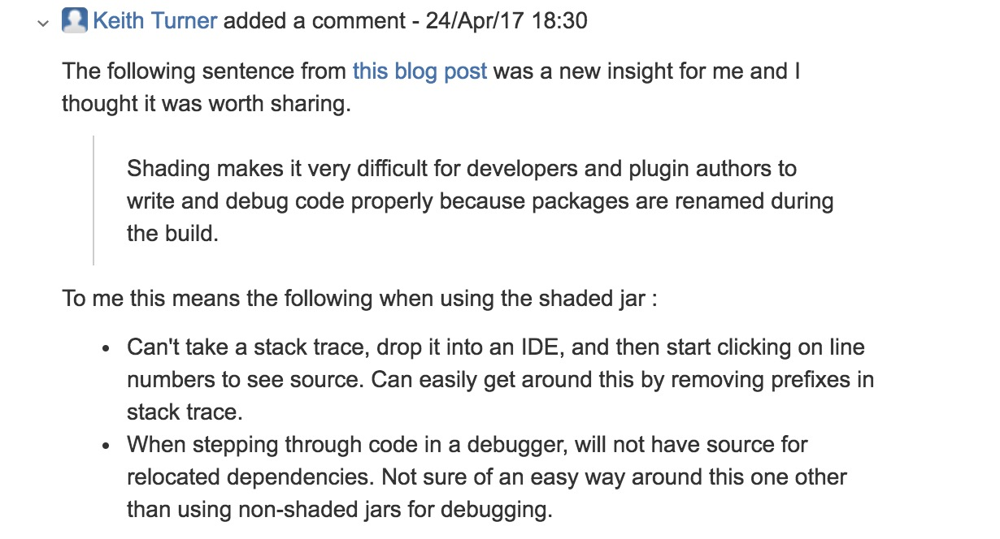 Keith Turner added a comment - 24/Apr/17 18:30
The following sentence from this blog post was a new insight for me and I
thought it was worth sharing.
Shading makes it very difficult for developers and plugin authors to
write and debug code properly because packages are renamed during
the build.
To me this means the following when using the shaded jar :
• Can't take a stack trace, drop it into an IDE, and then start clicking on line
numbers to see source. Can easily get around this by removing prefixes in
stack trace.
• When stepping through code in a debugger, will not have source for
relocated dependencies. Not sure of an easy way around this one other
than using non-shaded jars for debugging.